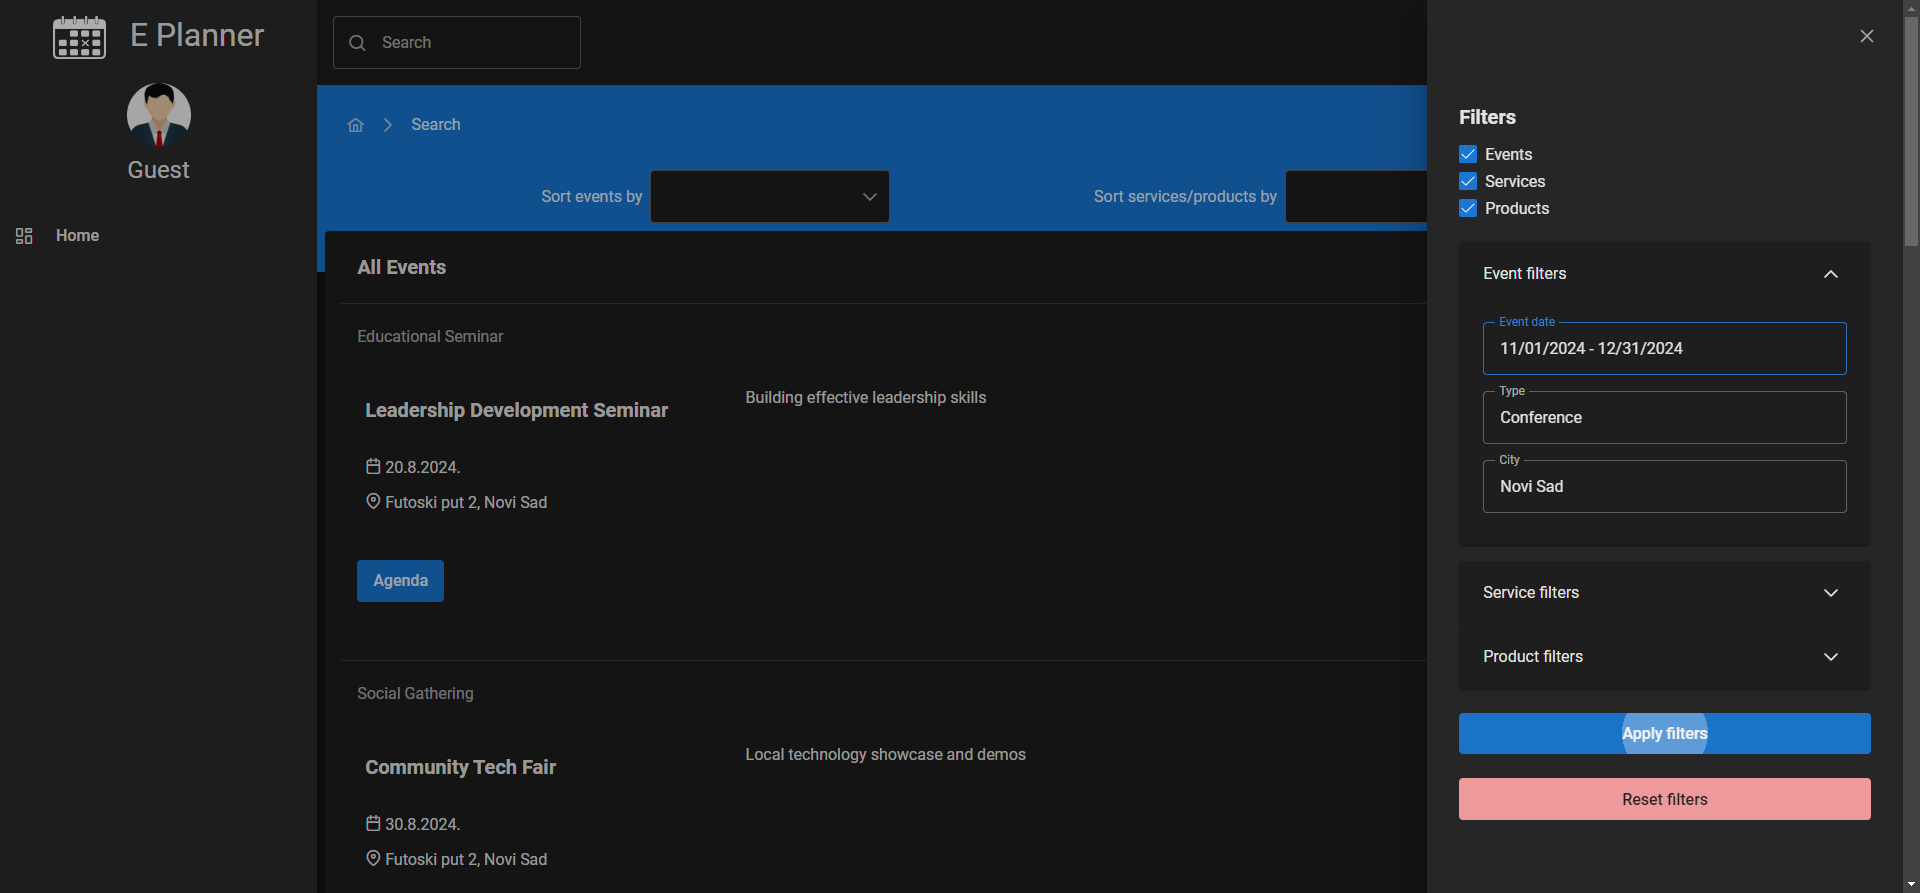 E Planner
Guest
Home
Search
Search
Sort events by
Sort services/products by
All Events
Educational Seminar
Leadership Development Seminar
Building effective leadership skills
20.8.2024.
Futoski put 2, Novi Sad
Agenda
Social Gathering
Community Tech Fair
Local technology showcase and demos
30.8.2024.
Futoski put 2, Novi Sad
Filters
Events
Services
Products
Event filters
Event date
11/01/2024 - 12/31/2024
Type
Conference
City
Novi Sad
Service filters
Product filters
Apply filters
Reset filters